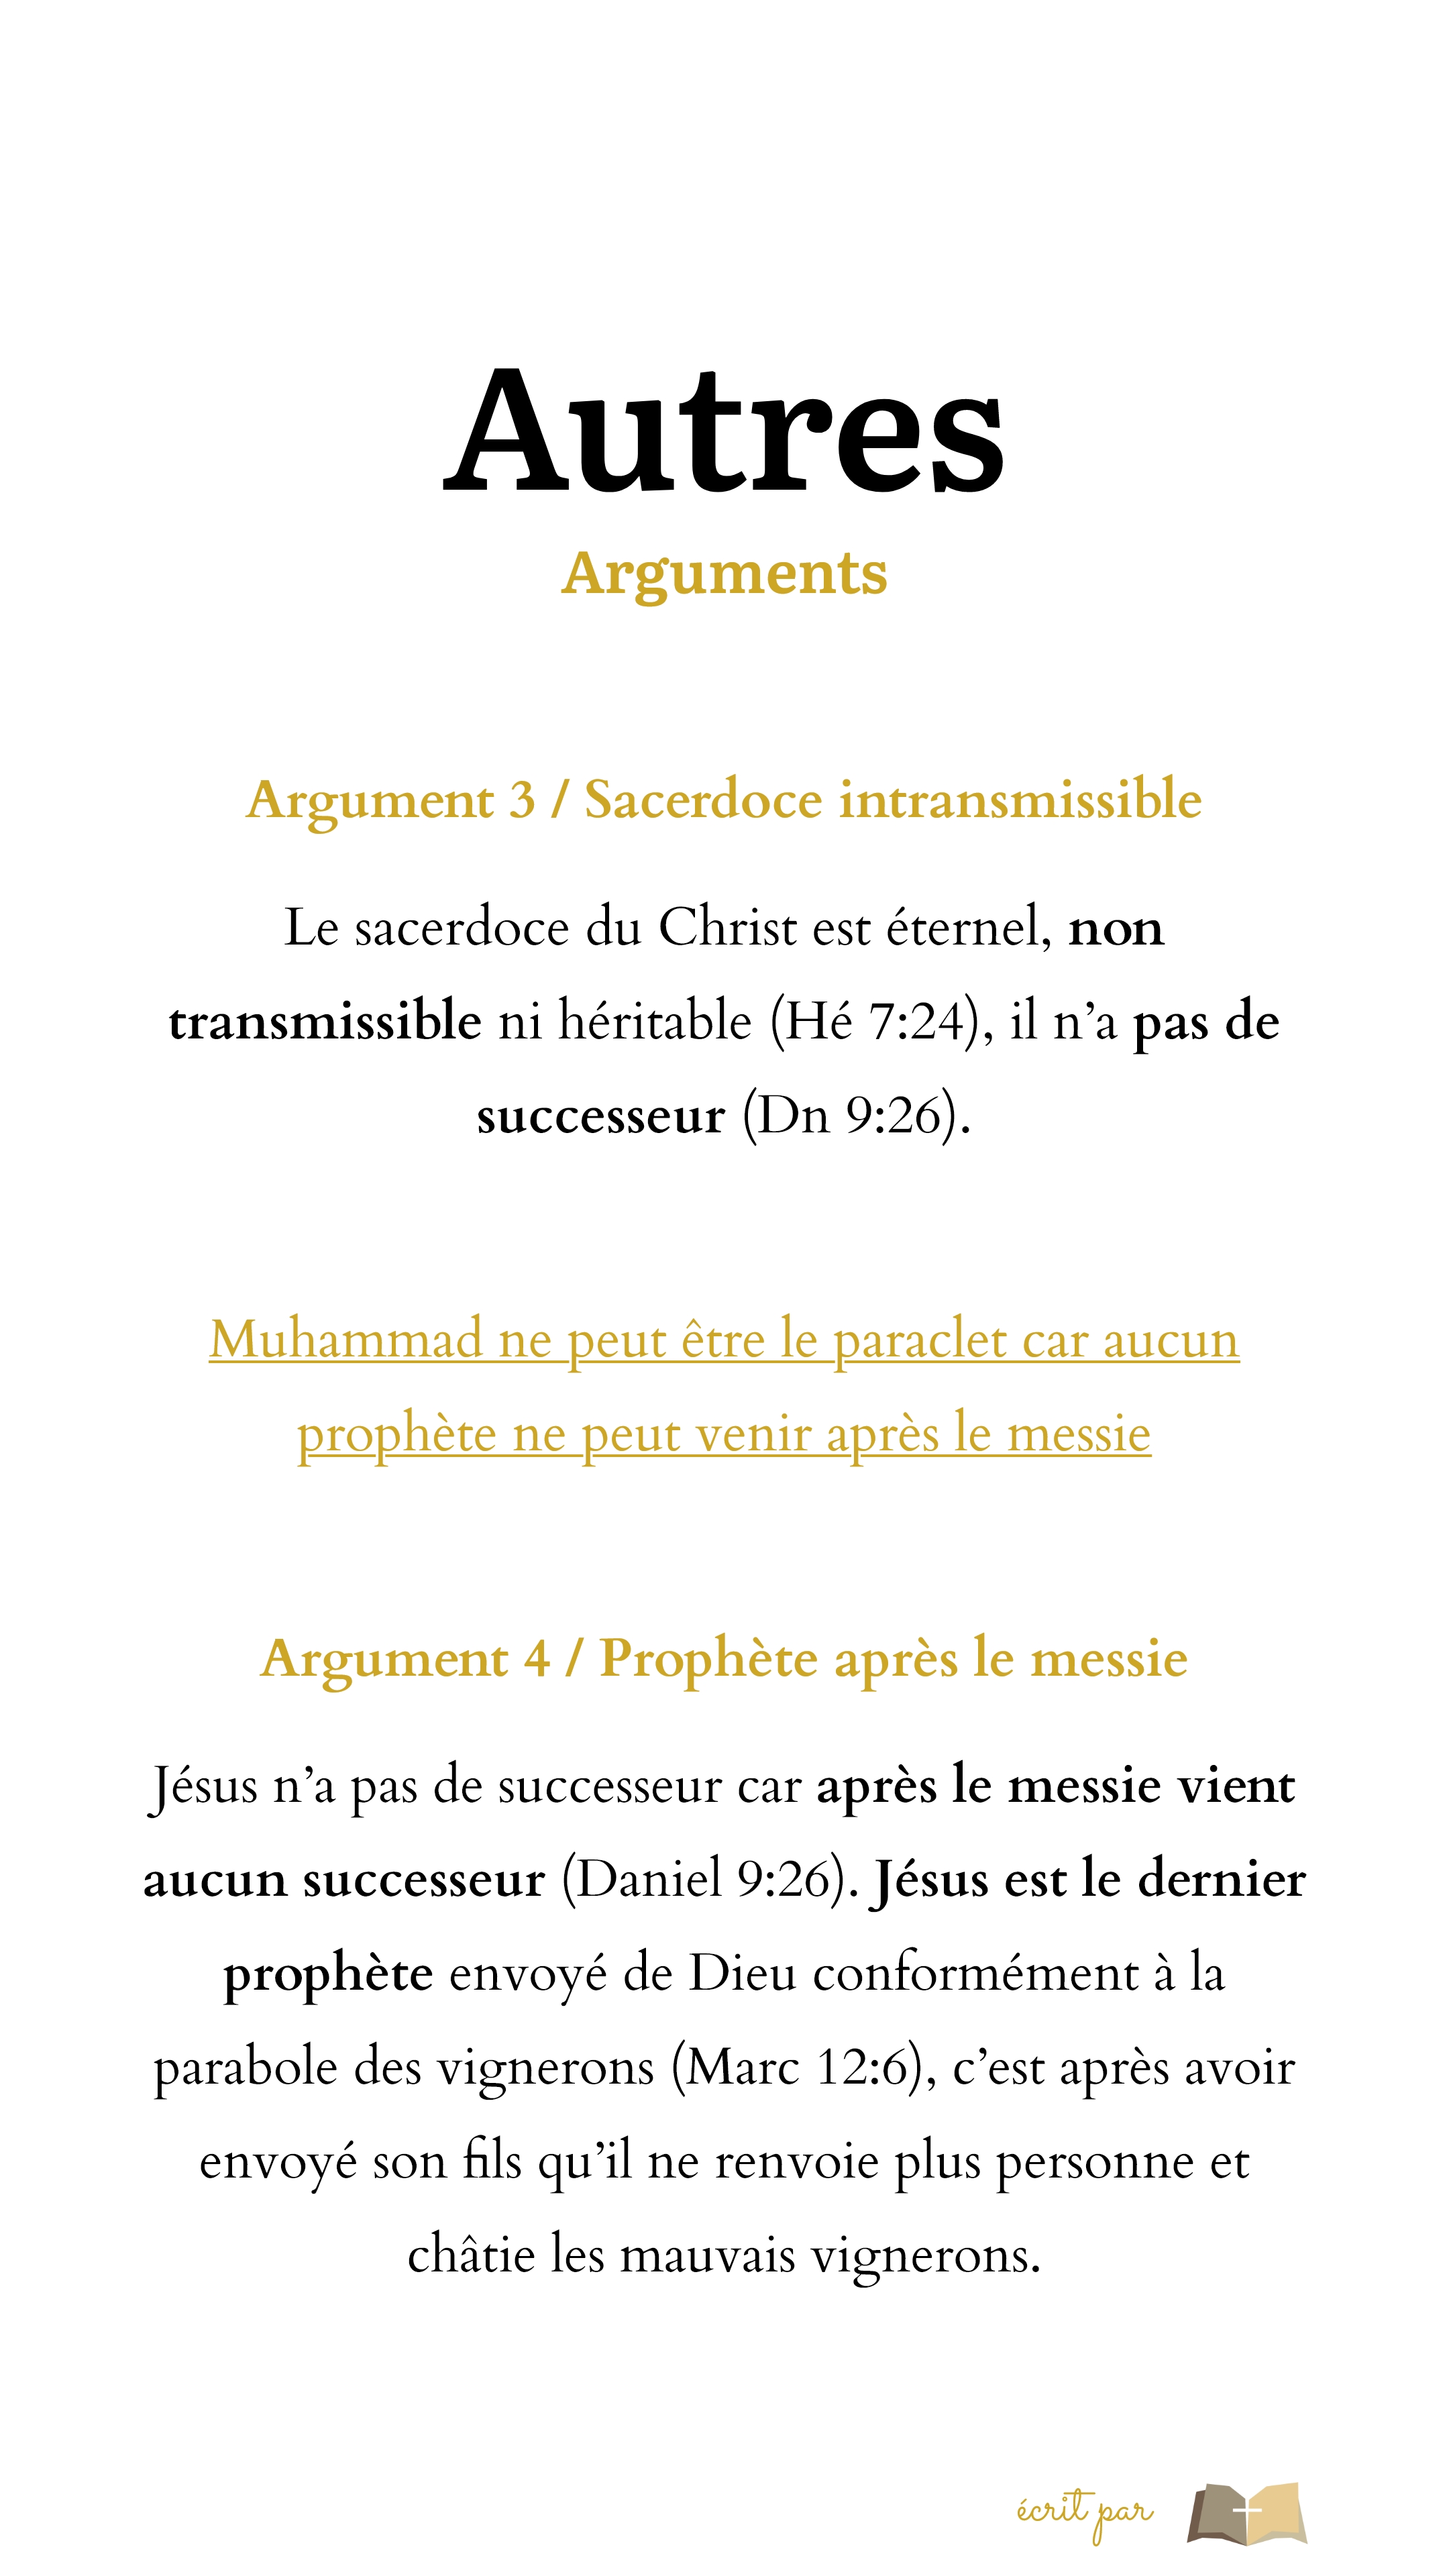 Autres
Arguments
Argument 3 / Sacerdoce intransmissible
Le sacerdoce du Christ est éternel, non
transmissible ni héritable (Hé 7:24), il n’a pas de
successeur (Dn 9:26).
Muhammad ne peut être le paraclet car aucun
prophète ne peut venir après le messie
Argument 4 / Prophète après le messie
Jésus n’a pas de successeur car après le messie vient
aucun successeur (Daniel 9:26). Jésus est le dernier
prophète envoyé de Dieu conformément à la
parabole des vignerons (Marc 12:6), c’est après avoir
envoyé son fils qu’il ne renvoie plus personne et
châtie les mauvais vignerons.
écrit par